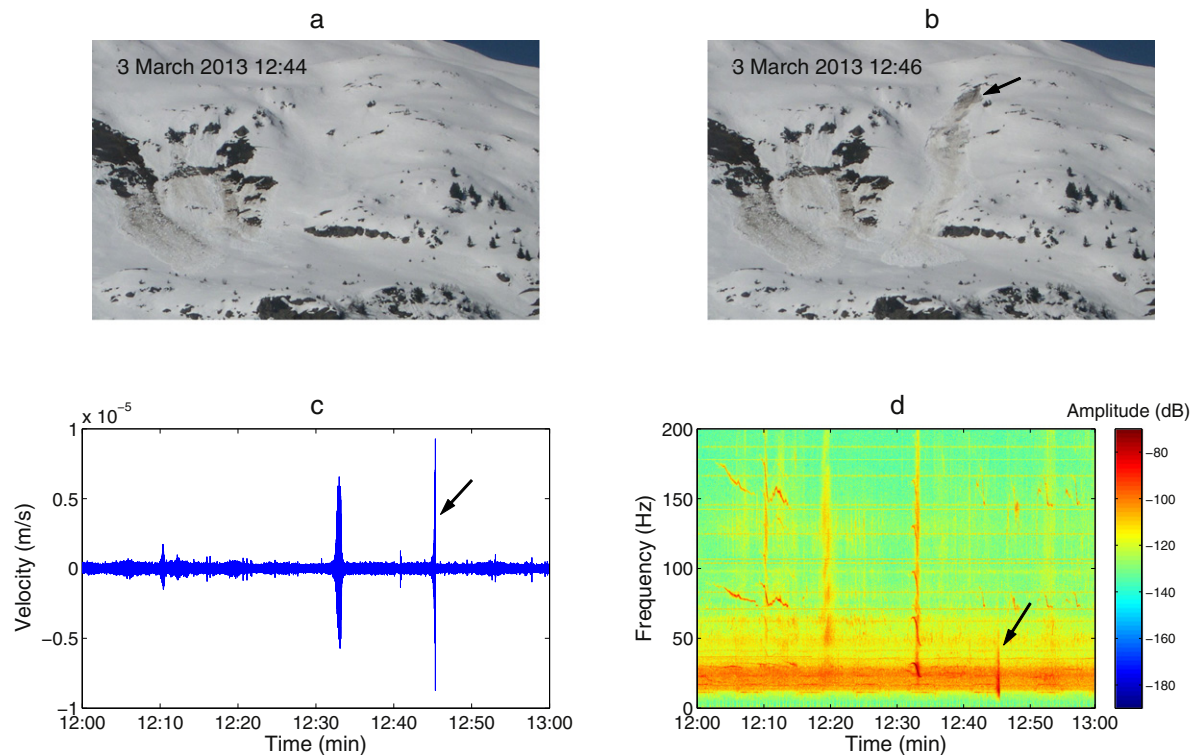 a
b
3 March 2013 12:44
3 March 2013 12:46
c
x 10⁻⁵
1
0.5
0
−0.5
−1
Velocity (m/s)
12:00 12:10 12:20 12:30 12:40 12:50 13:00
Time (min)
d
Amplitude (dB)
200
150
100
50
0
Frequency (Hz)
12:00 12:10 12:20 12:30 12:40 12:50 13:00
Time (min)
−80
−100
−120
−140
−160
−180